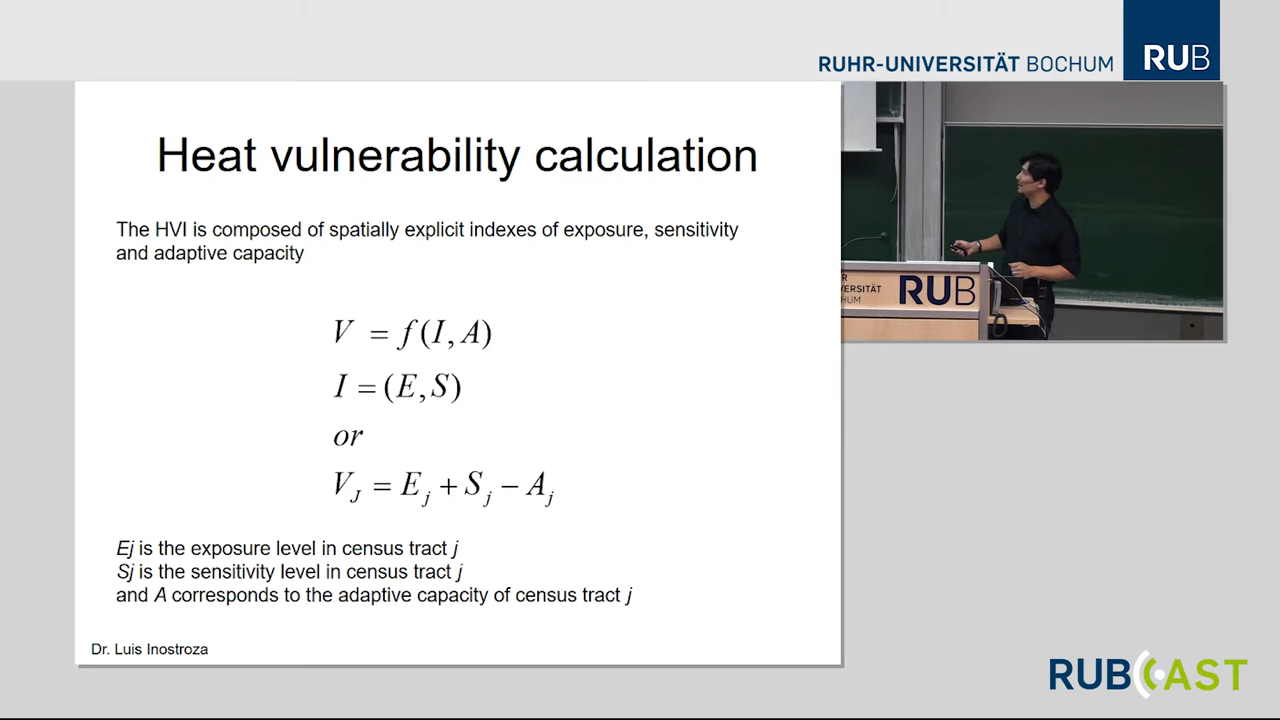 RUHR-UNIVERSITÄT BOCHUM
RUB
Heat vulnerability calculation
The HVI is composed of spatially explicit indexes of exposure, sensitivity
and adaptive capacity
V = f(I, A)
I = (E, S)
or
V_J = E_j + S_j − A_j
Ej is the exposure level in census tract j
Sj is the sensitivity level in census tract j
and A corresponds to the adaptive capacity of census tract j
Dr. Luis Inostroza
RUB
RUBCAST